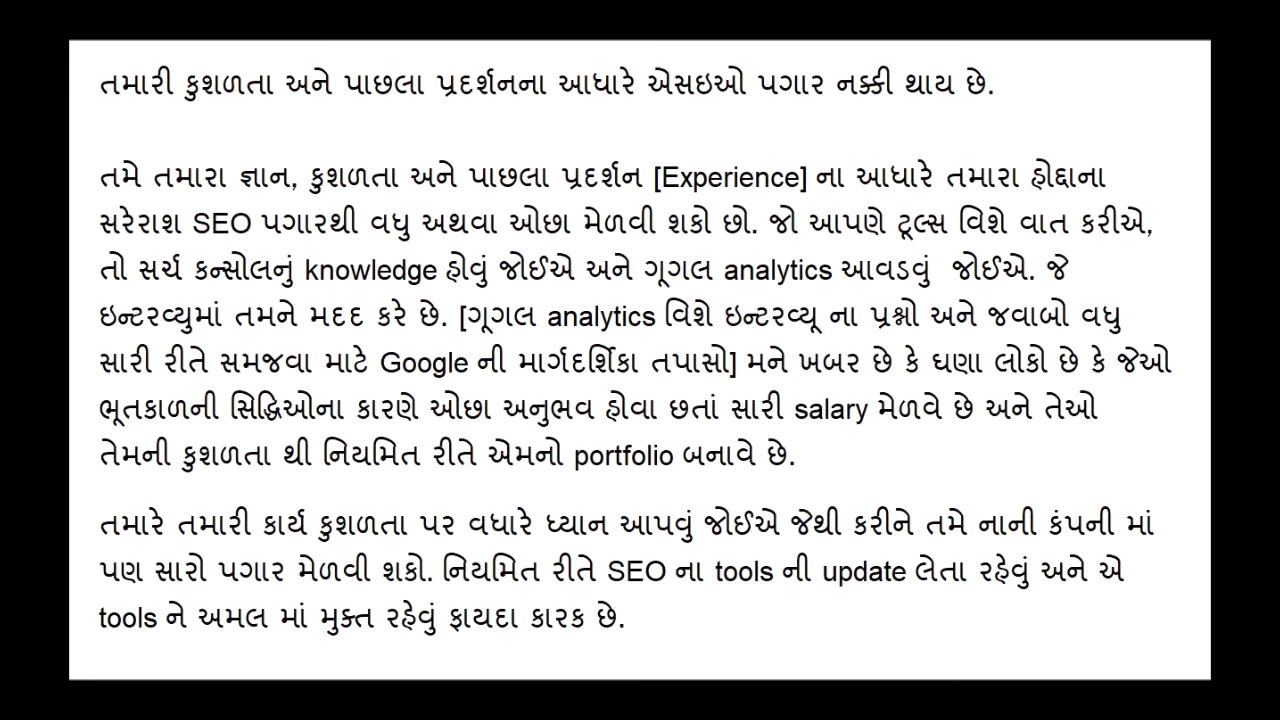 તમારી કુશળતા અને પાછલા પ્રદર્શનના આધારે એસઇઓ પગાર નક્કી થાય છે.
તમે તમારા જ્ઞાન, કુશળતા અને પાછલા પ્રદર્શન [Experience] ના આધારે તમારા હોદ્દાના
સરેરાશ SEO પગારથી વધુ અથવા ઓછા મેળવી શકો છો. જો આપણે ટૂલ્સ વિશે વાત કરીએ,
તો સર્ચ કન્સોલનું knowledge હોવું જોઈએ અને ગૂગલ analytics આવડવું જોઈએ. જે
ઇન્ટરવ્યુમાં તમને મદદ કરે છે. [ગૂગલ analytics વિશે ઇન્ટરવ્યૂ ના પ્રશ્નો અને જવાબો વધુ
સારી રીતે સમજવા માટે Google ની માર્ગદર્શિકા તપાસો] મને ખબર છે કે ઘણા લોકો છે કે જેઓ
ભૂતકાળની સિદ્ધિઓના કારણે ઓછા અનુભવ હોવા છતાં સારી salary મેળવે છે અને તેઓ
તેમની કુશળતા થી નિયમિત રીતે એમનો portfolio બનાવે છે.
તમારે તમારી કાર્ય કુશળતા પર વધારે ધ્યાન આપવું જોઈએ જેથી કરીને તમે નાની કંપની માં
પણ સારો પગાર મેળવી શકો. નિયમિત રીતે SEO ના tools ની update લેતા રહેવું અને એ
tools ને અમલ માં મુક્ત રહેવું ફાયદા કારક છે.